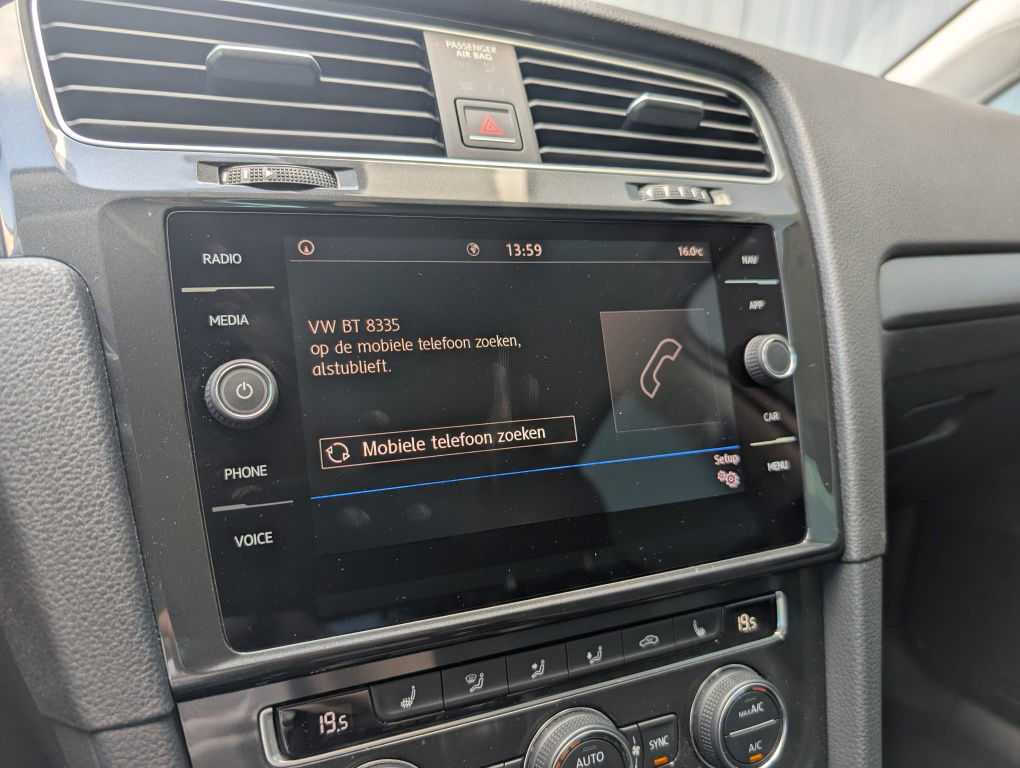 PASSENGER
AIR BAG
RADIO
MEDIA
PHONE
VOICE
13:59
16.0°C
VW BT 8335
op de mobiele telefoon zoeken,
alstublieft.
Mobiele telefoon zoeken
Setup
NAV
APP
CAR
MENU
19.5
19.5
AUTO
SYNC
MAX A/C
A/C